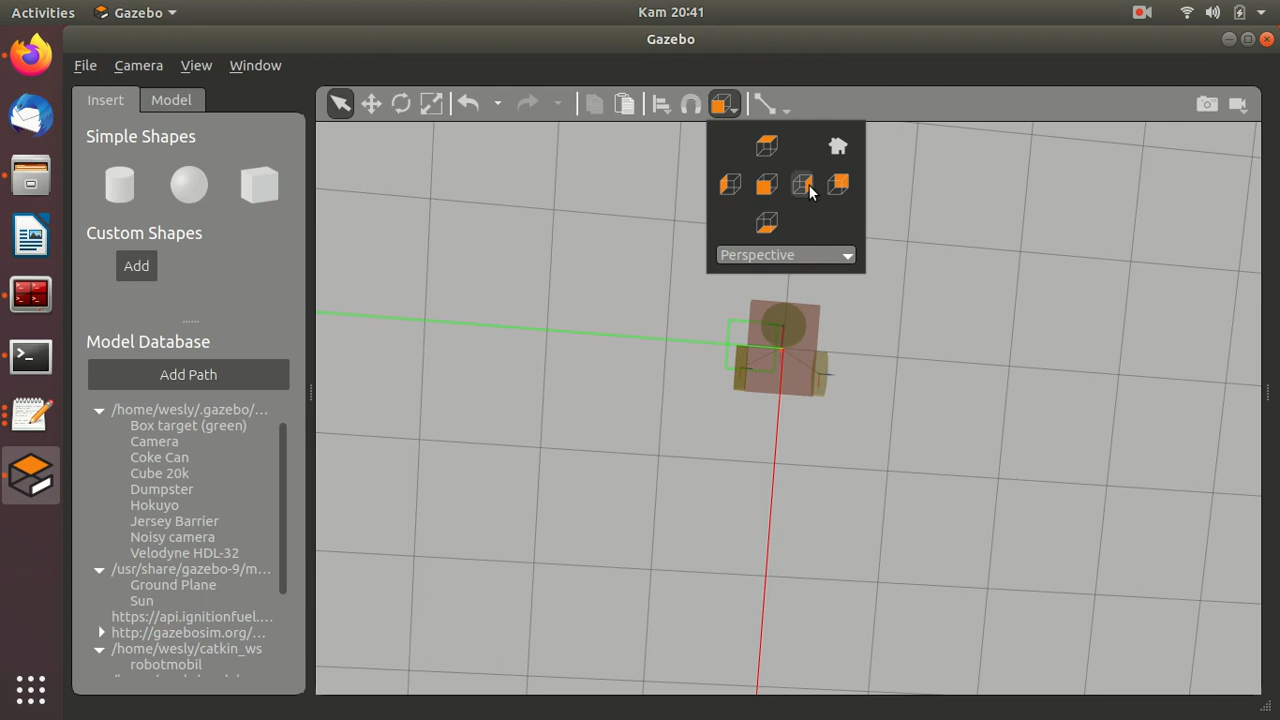 Activities
Gazebo
Kam 20:41
Gazebo
File Camera View Window
Insert Model
Simple Shapes
Custom Shapes
Add
Model Database
Add Path
/home/wesly/.gazebo/...
Box target (green)
Camera
Coke Can
Cube 20k
Dumpster
Hokuyo
Jersey Barrier
Noisy camera
Velodyne HDL-32
/usr/share/gazebo-9/m...
Ground Plane
Sun
https://api.ignitionfuel....
http://gazebosim.org/...
/home/wesly/catkin_ws
robotmobil
Perspective